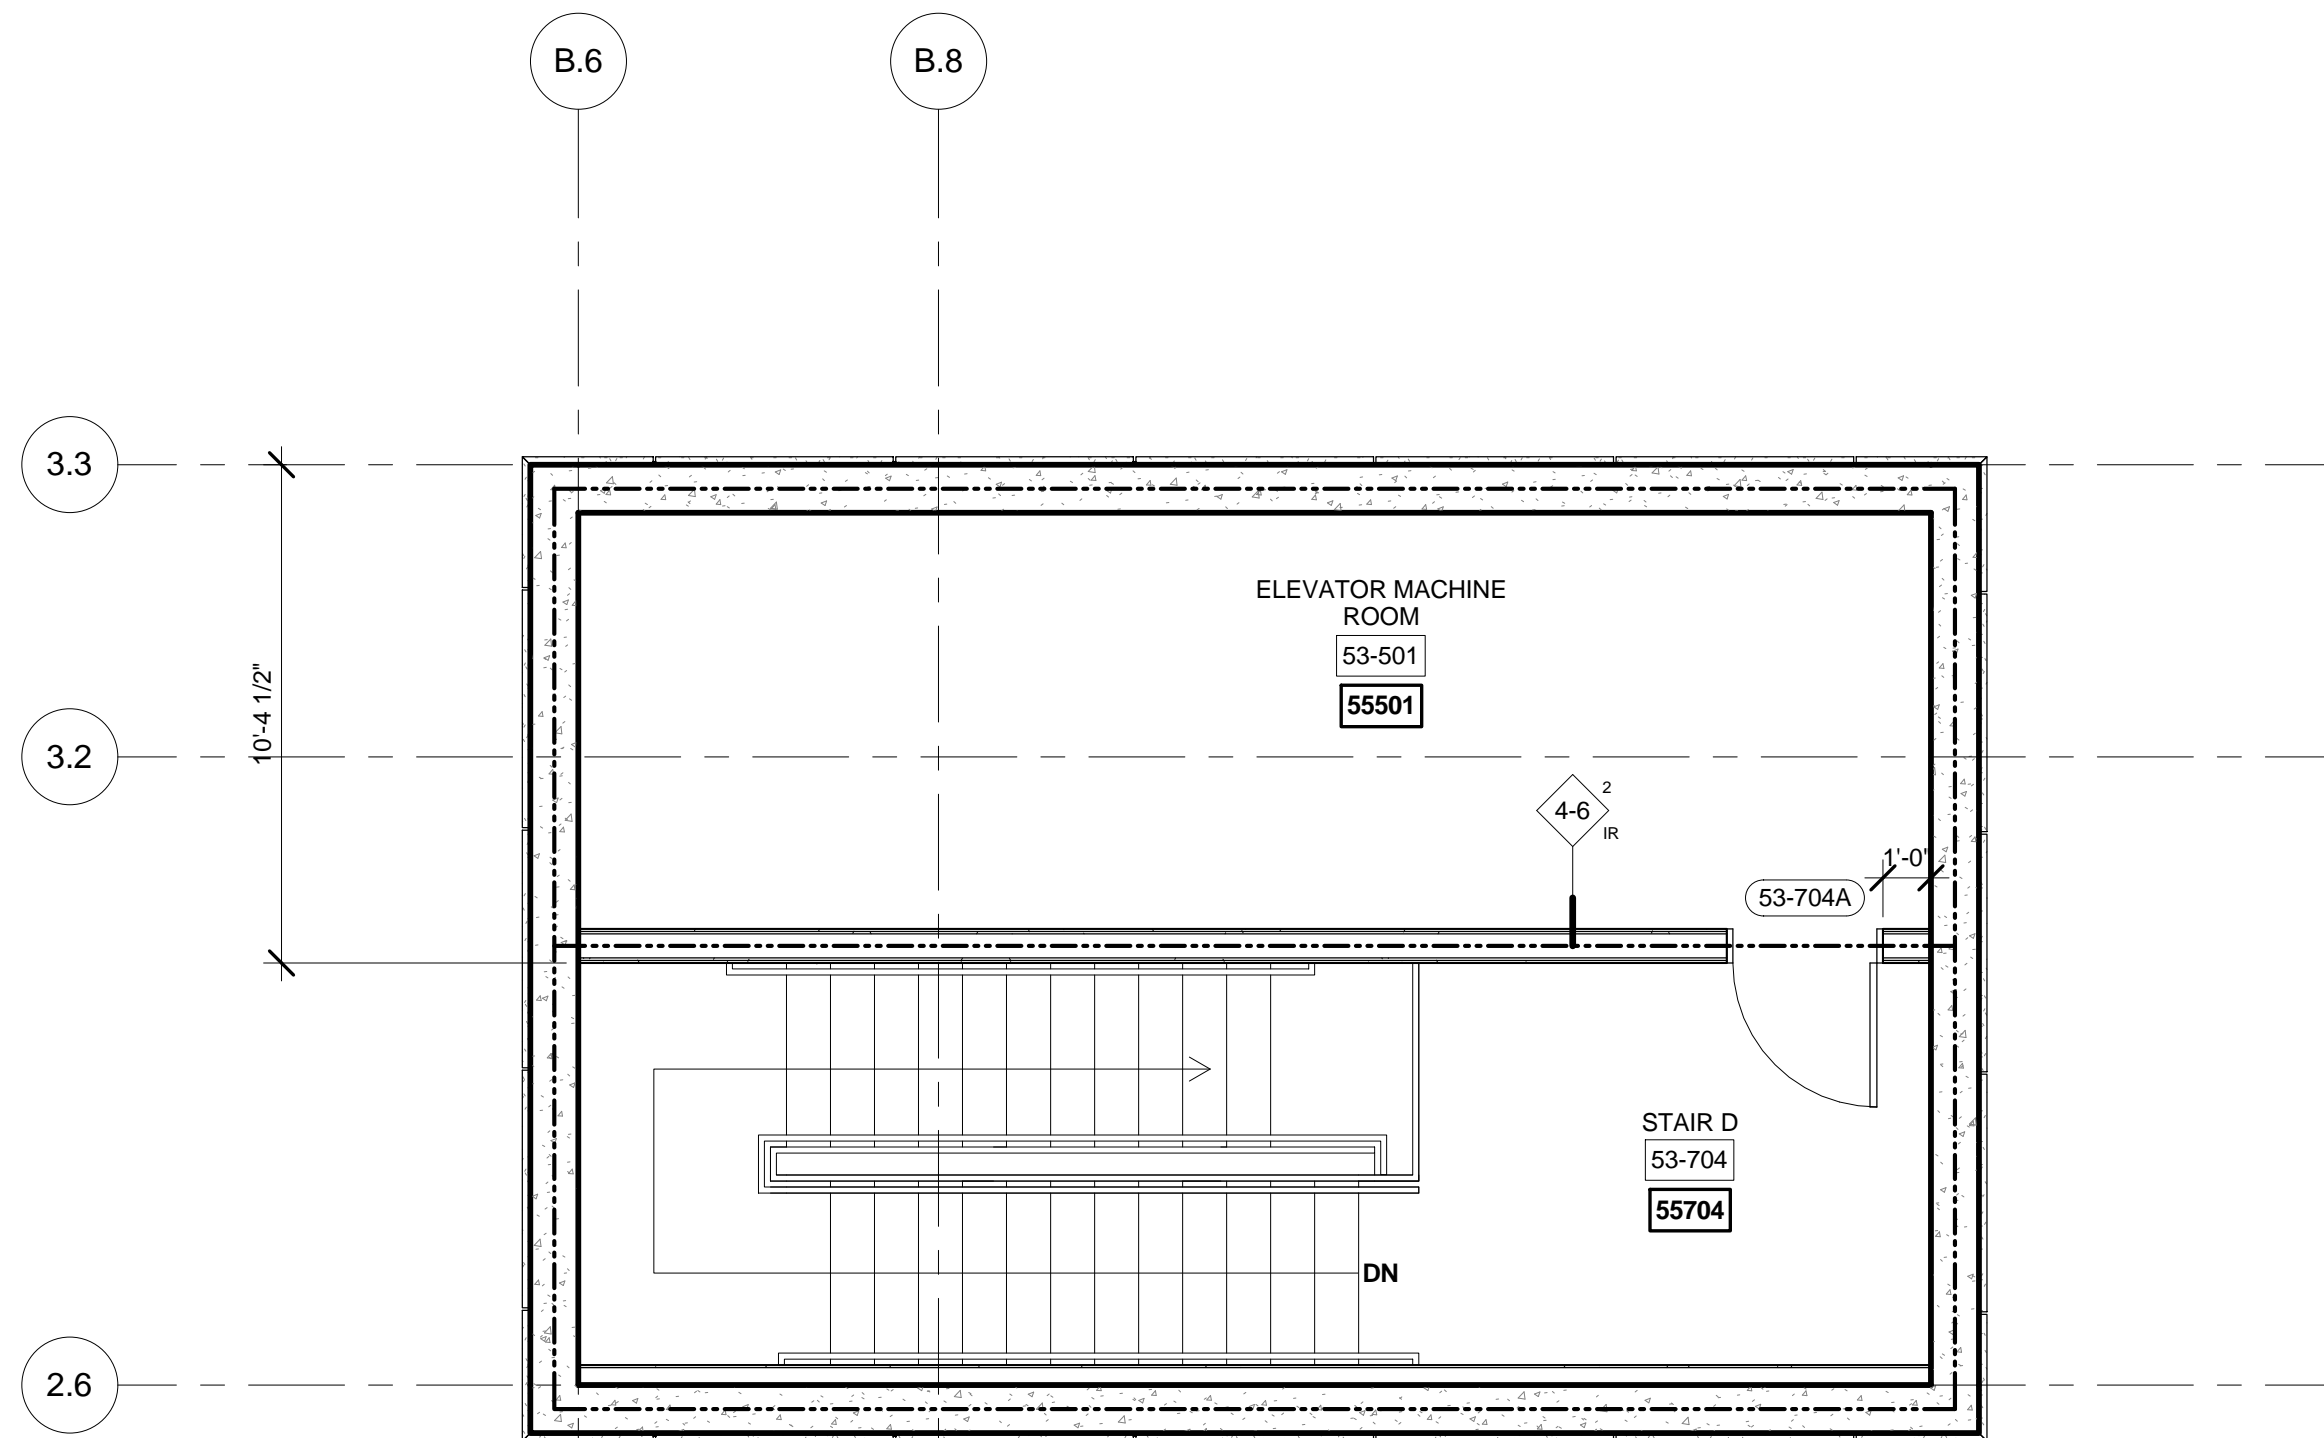 B.6
B.8
3.3
3.2
2.6
10'-4 1/2"
ELEVATOR MACHINE
ROOM
53-501
55501
4-6
2
IR
1'-0"
53-704A
STAIR D
53-704
55704
DN